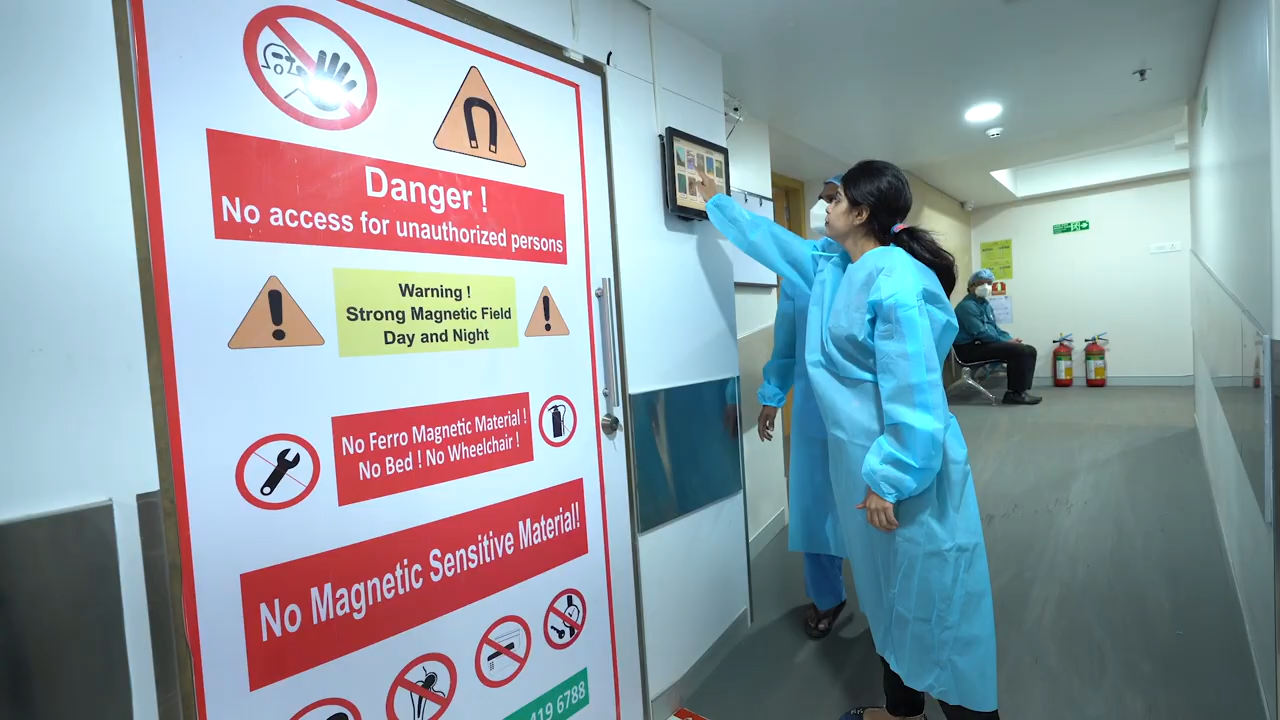 Danger !
No access for unauthorized persons
Warning !
Strong Magnetic Field
Day and Night
No Ferro Magnetic Material !
No Bed ! No Wheelchair !
No Magnetic Sensitive Material!
419 6788